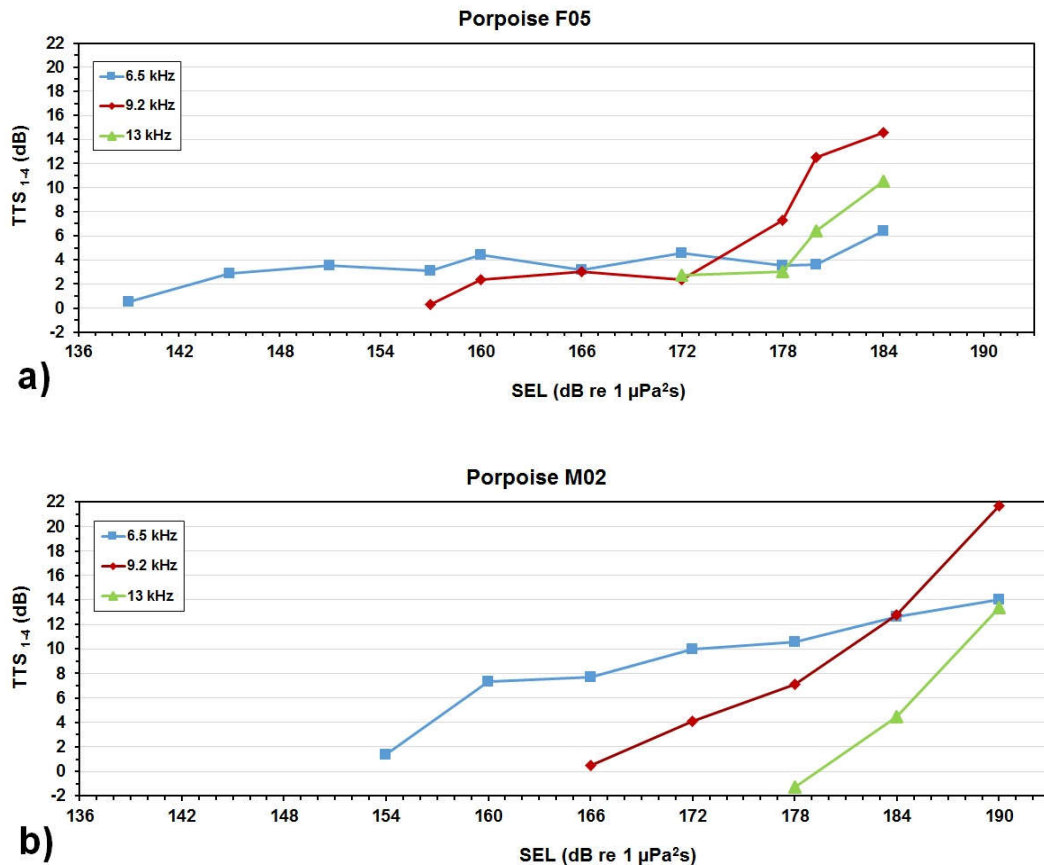 Porpoise F05
22
20
18
16
14
12
10
8
6
4
2
0
-2
TTS 1-4 (dB)
6.5 kHz
9.2 kHz
13 kHz
136 142 148 154 160 166 172 178 184 190
a)
SEL (dB re 1 µPa²s)
Porpoise M02
22
20
18
16
14
12
10
8
6
4
2
0
-2
TTS 1-4 (dB)
6.5 kHz
9.2 kHz
13 kHz
136 142 148 154 160 166 172 178 184 190
b)
SEL (dB re 1 µPa²s)